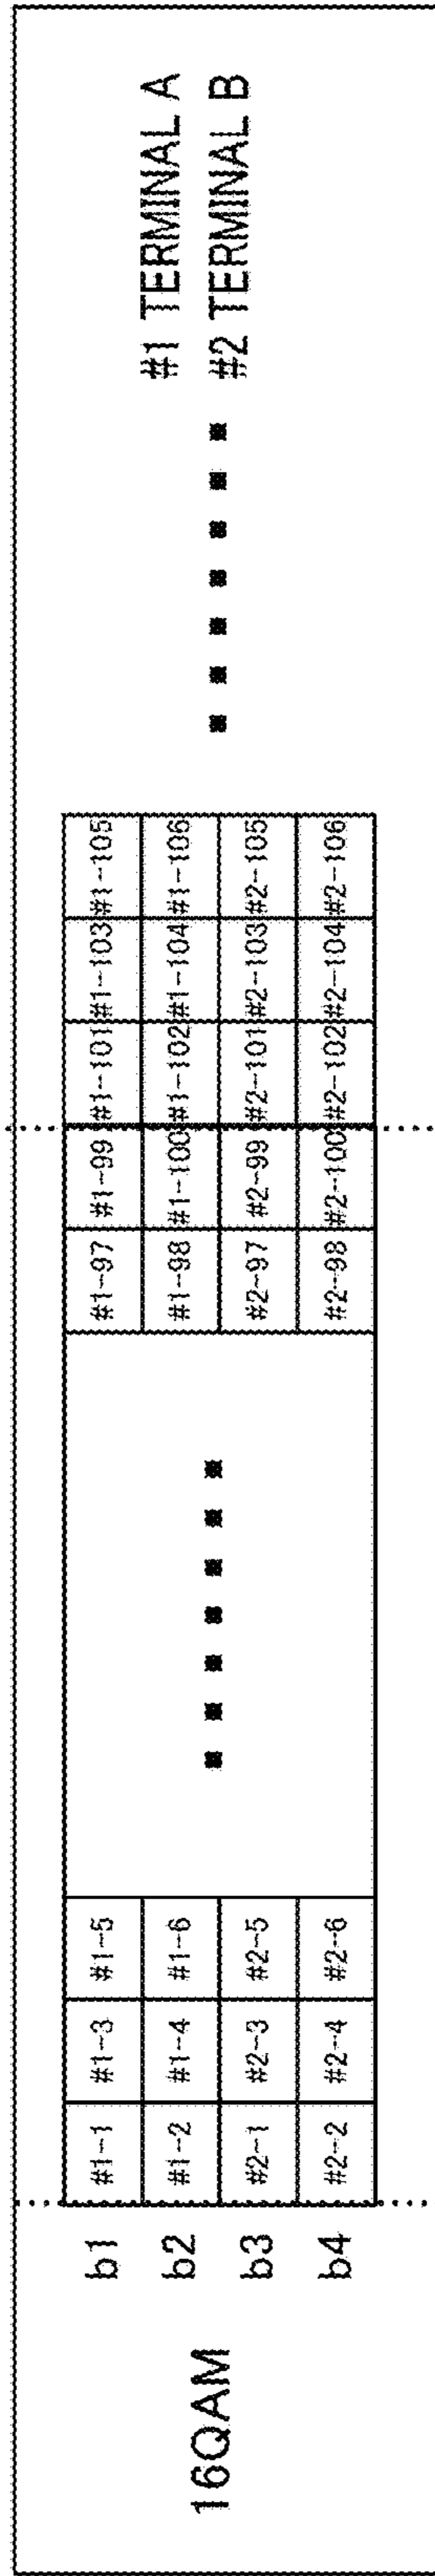 16QAM
b1 #1-1 #1-3 #1-5 #1-97 #1-99 #1-101 #1-103 #1-105
b2 #1-2 #1-4 #1-6 #1-98 #1-100 #1-102 #1-104 #1-106
b3 #2-1 #2-3 #2-5 #2-97 #2-99 #2-101 #2-103 #2-105
b4 #2-2 #2-4 #2-6 #2-98 #2-100 #2-102 #2-104 #2-106
#1 TERMINAL A
#2 TERMINAL B